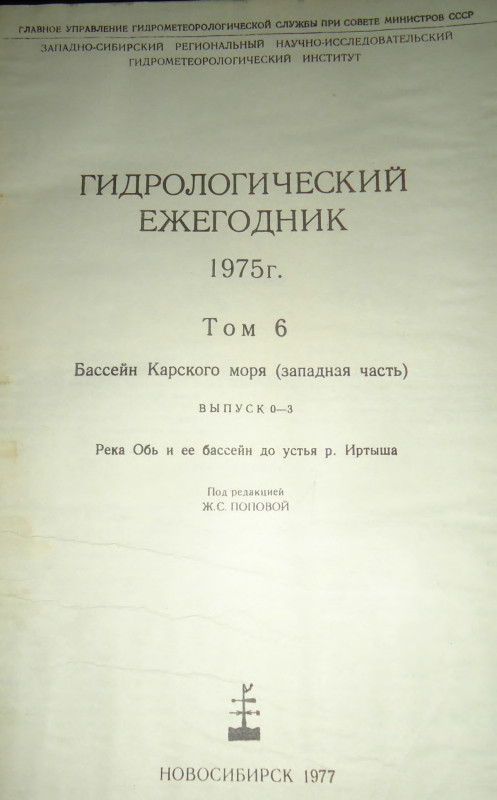 ГЛАВНОЕ УПРАВЛЕНИЕ ГИДРОМЕТЕОРОЛОГИЧЕСКОЙ СЛУЖБЫ ПРИ СОВЕТЕ МИНИСТРОВ СССР
ЗАПАДНО-СИБИРСКИЙ РЕГИОНАЛЬНЫЙ НАУЧНО-ИССЛЕДОВАТЕЛЬСКИЙ
ГИДРОМЕТЕОРОЛОГИЧЕСКИЙ ИНСТИТУТ
ГИДРОЛОГИЧЕСКИЙ
ЕЖЕГОДНИК
1975г.
Том 6
Бассейн Карского моря (западная часть)
ВЫПУСК 0—3
Река Обь и ее бассейн до устья р. Иртыша
Под редакцией
Ж.С. ПОПОВОЙ
НОВОСИБИРСК 1977